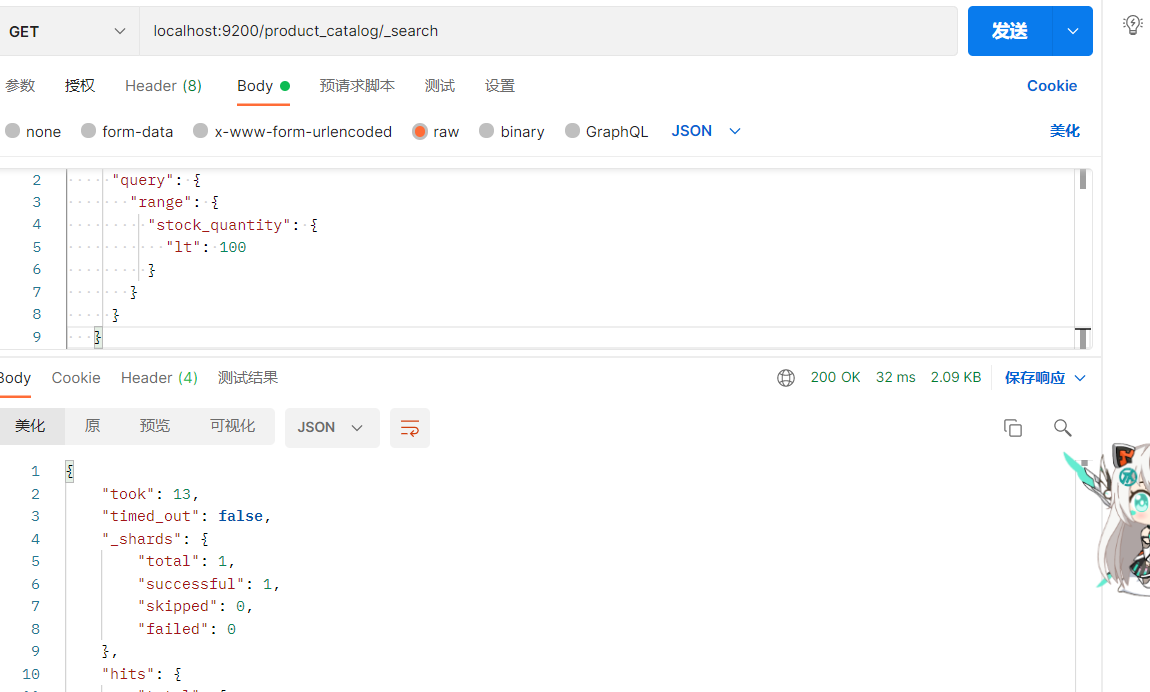 GET localhost:9200/product_catalog/_search 发送
参数 授权 Header (8) Body 预请求脚本 测试 设置 Cookie
none form-data x-www-form-urlencoded raw binary GraphQL JSON 美化
2 "query": {
3 "range": {
4 "stock_quantity": {
5 "lt": 100
6 }
7 }
8 }
9 }
Body Cookie Header (4) 测试结果 200 OK 32 ms 2.09 KB 保存响应
美化 原 预览 可视化 JSON
1 {
2 "took": 13,
3 "timed_out": false,
4 "_shards": {
5 "total": 1,
6 "successful": 1,
7 "skipped": 0,
8 "failed": 0
9 },
10 "hits": {